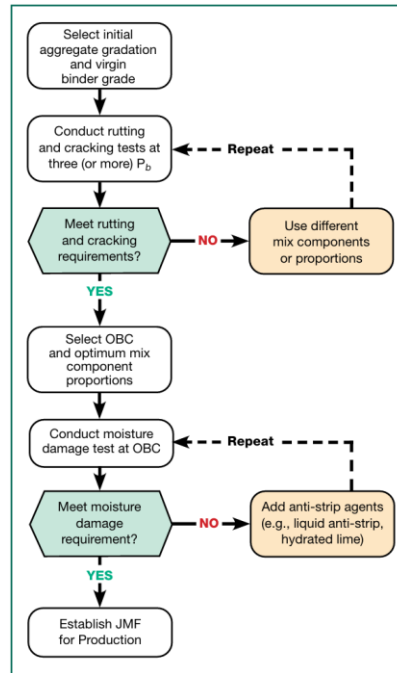 Select initial
aggregate gradation
and virgin
binder grade
Conduct rutting
and cracking tests at
three (or more) Pb
Repeat
Meet rutting
and cracking
requirements?
NO
Use different
mix components
or proportions
YES
Select OBC
and optimum mix
component
proportions
Conduct moisture
damage test at OBC
Repeat
Meet moisture
damage
requirement?
NO
Add anti-strip agents
(e.g., liquid anti-strip,
hydrated lime)
YES
Establish JMF
for Production